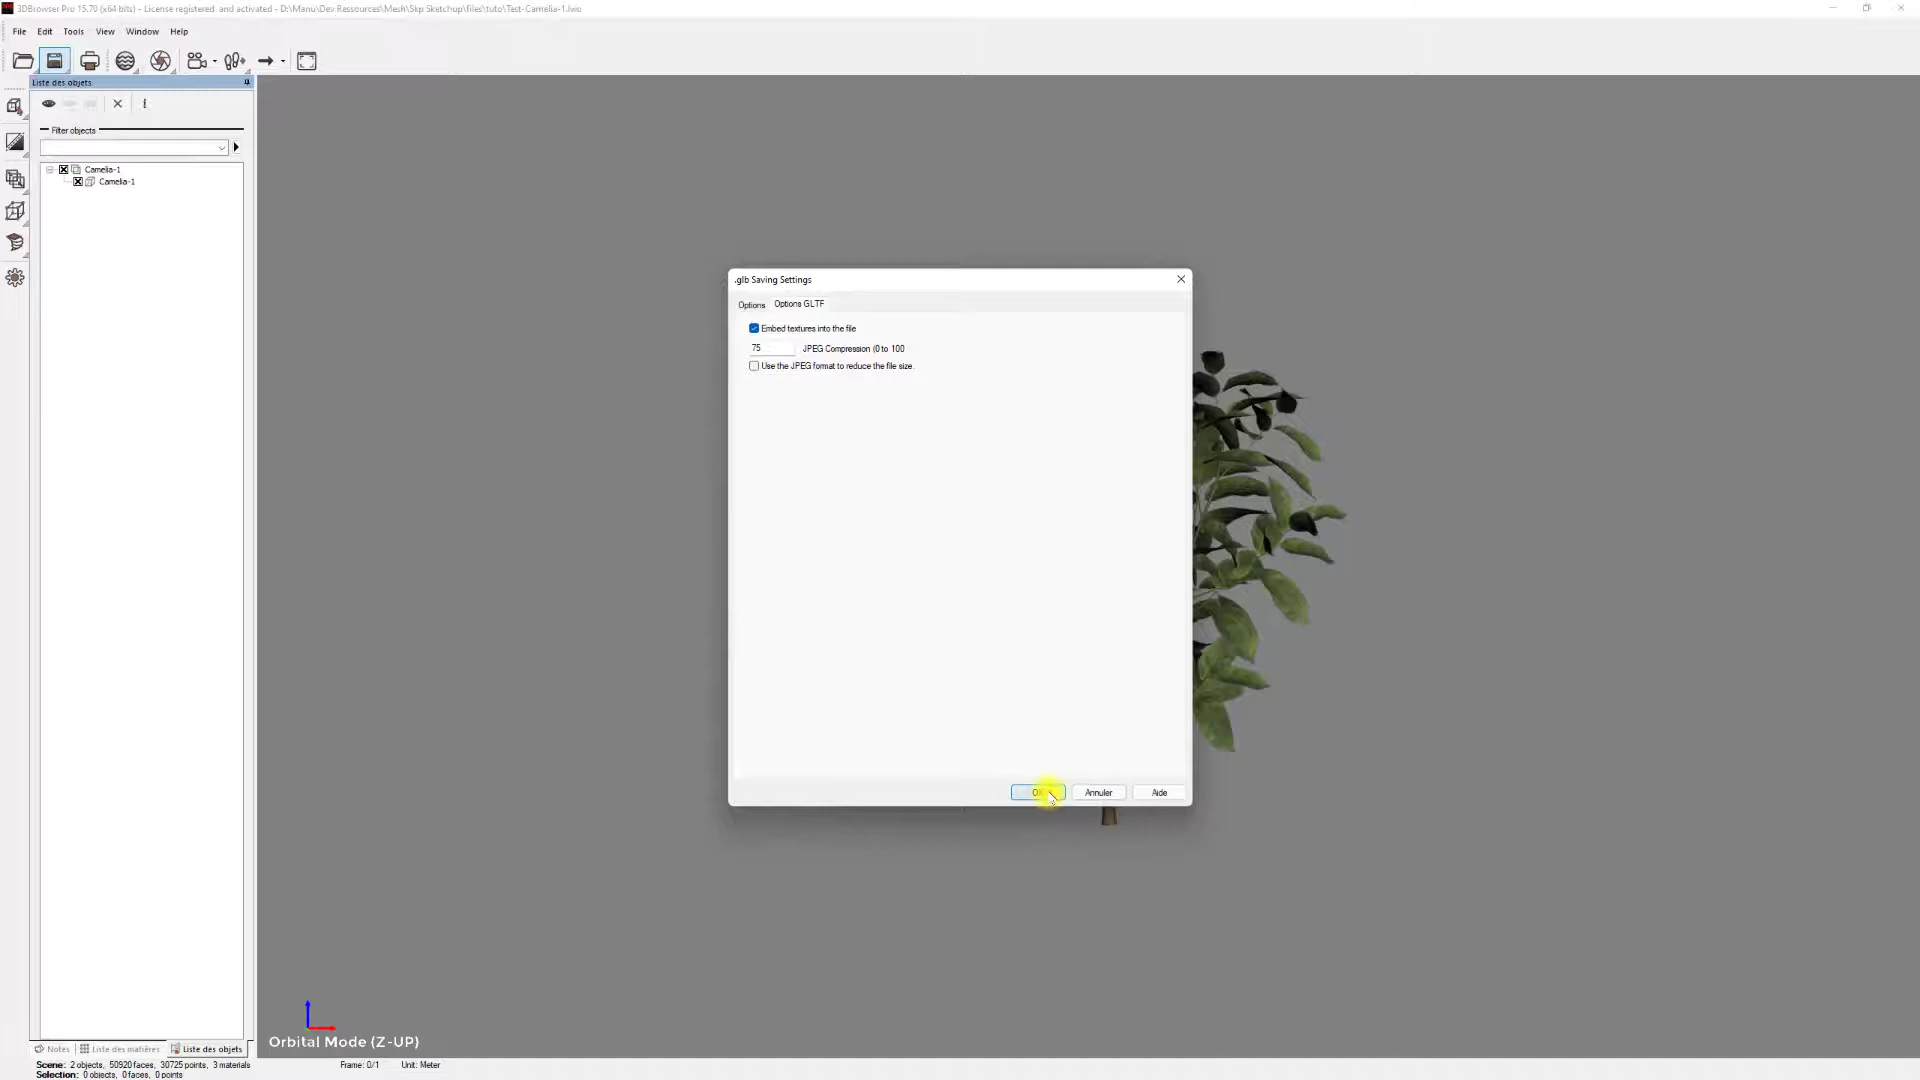 3DBrowser Pro 15.70 (x64 bits) - License registered and activated - D:\Manu\Dev Ressources\Mesh\Skp Sketchup\files\tuto\Test-Camelia-1.lwo
File Edit Tools View Window Help
Liste des objets
Filter objects
Camelia-1
Camelia-1
.glb Saving Settings
Options Options GLTF
Embed textures into the file
75 JPEG Compression (0 to 100
Use the JPEG format to reduce the file size.
OK Annuler Aide
Orbital Mode (Z-UP)
Notes Liste des matières Liste des objets
Scene: 2 objects, 50920 faces, 30725 points, 3 materials Frame: 0/1 Unit: Meter
Selection: 0 objects, 0 faces, 0 points